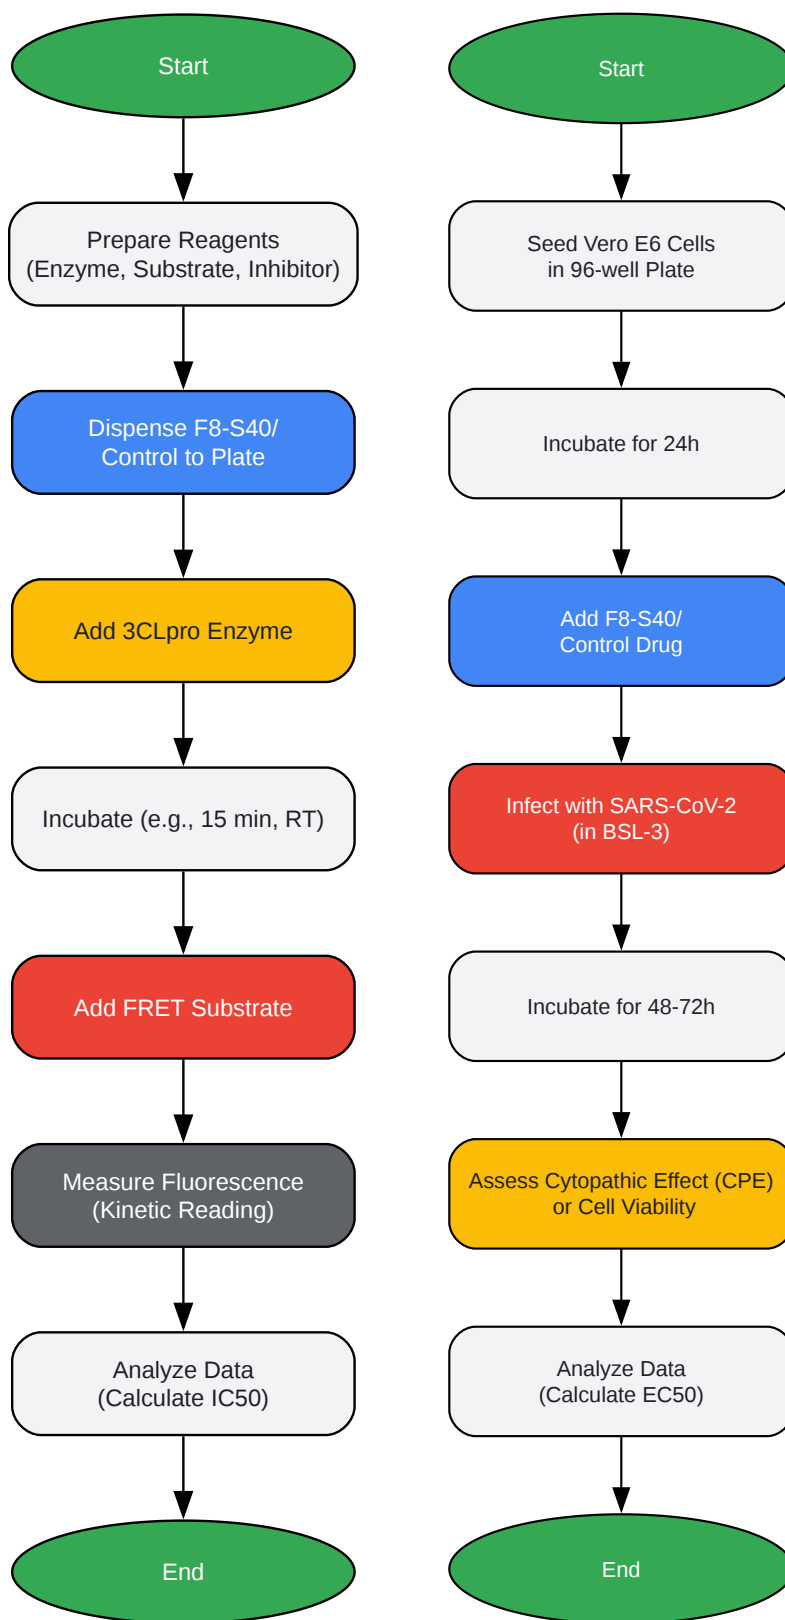 Start
Prepare Reagents
(Enzyme, Substrate, Inhibitor)
Dispense F8-S40/
Control to Plate
Add 3CLpro Enzyme
Incubate (e.g., 15 min, RT)
Add FRET Substrate
Measure Fluorescence
(Kinetic Reading)
Analyze Data
(Calculate IC50)
End
Start
Seed Vero E6 Cells
in 96-well Plate
Incubate for 24h
Add F8-S40/
Control Drug
Infect with SARS-CoV-2
(in BSL-3)
Incubate for 48-72h
Assess Cytopathic Effect (CPE)
or Cell Viability
Analyze Data
(Calculate EC50)
End